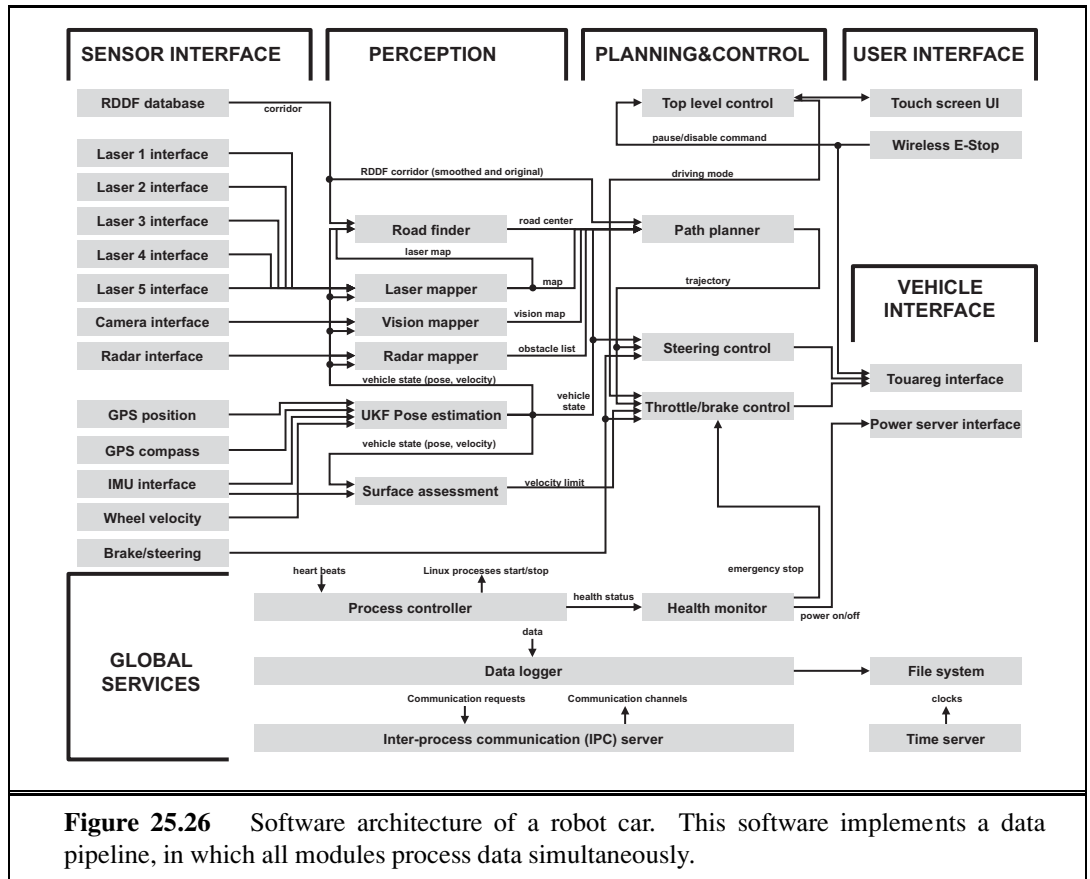 SENSOR INTERFACE
PERCEPTION
PLANNING&CONTROL
USER INTERFACE
RDDF database
corridor
Top level control
Touch screen UI
pause/disable command
Wireless E-Stop
Laser 1 interface
RDDF corridor (smoothed and original)
driving mode
Laser 2 interface
Laser 3 interface
Road finder
road center
Path planner
laser map
Laser 4 interface
VEHICLE
INTERFACE
Laser 5 interface
Laser mapper
map
trajectory
Camera interface
Vision mapper
vision map
Radar interface
Radar mapper
obstacle list
Steering control
vehicle state (pose, velocity)
vehicle
state
Touareg interface
GPS position
UKF Pose estimation
Throttle/brake control
Power server interface
vehicle state (pose, velocity)
GPS compass
IMU interface
Surface assessment
velocity limit
Wheel velocity
Brake/steering
heart beats
Linux processes start/stop
emergency stop
Process controller
health status
Health monitor
power on/off
data
GLOBAL
SERVICES
Data logger
File system
Communication requests
Communication channels
clocks
Inter-process communication (IPC) server
Time server
Figure 25.26 Software architecture of a robot car. This software implements a data
pipeline, in which all modules process data simultaneously.